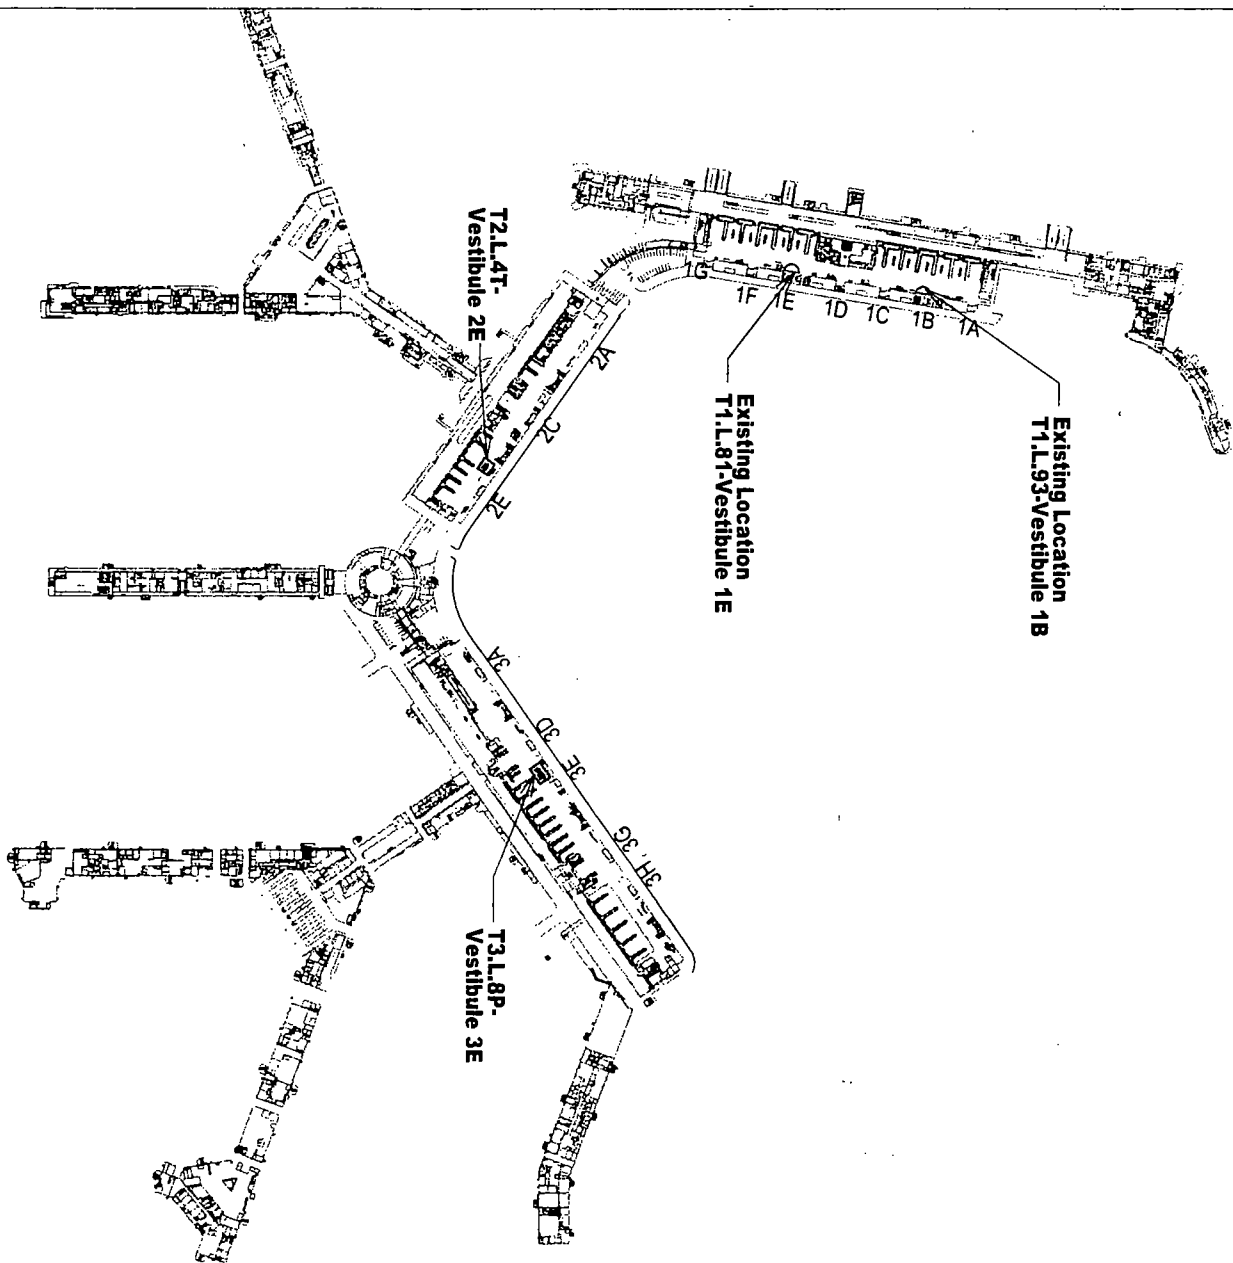 Existing Location
T1.L.93-Vestibule 1B
Existing Location
T1.L.81-Vestibule 1E
T2.L.4T-
Vestibule 2E
T3.L.8P-
Vestibule 3E
1G
1F
1E
1D
1C
1B
1A
2A
2C
2E
3A
3D
3E
3H, 3G